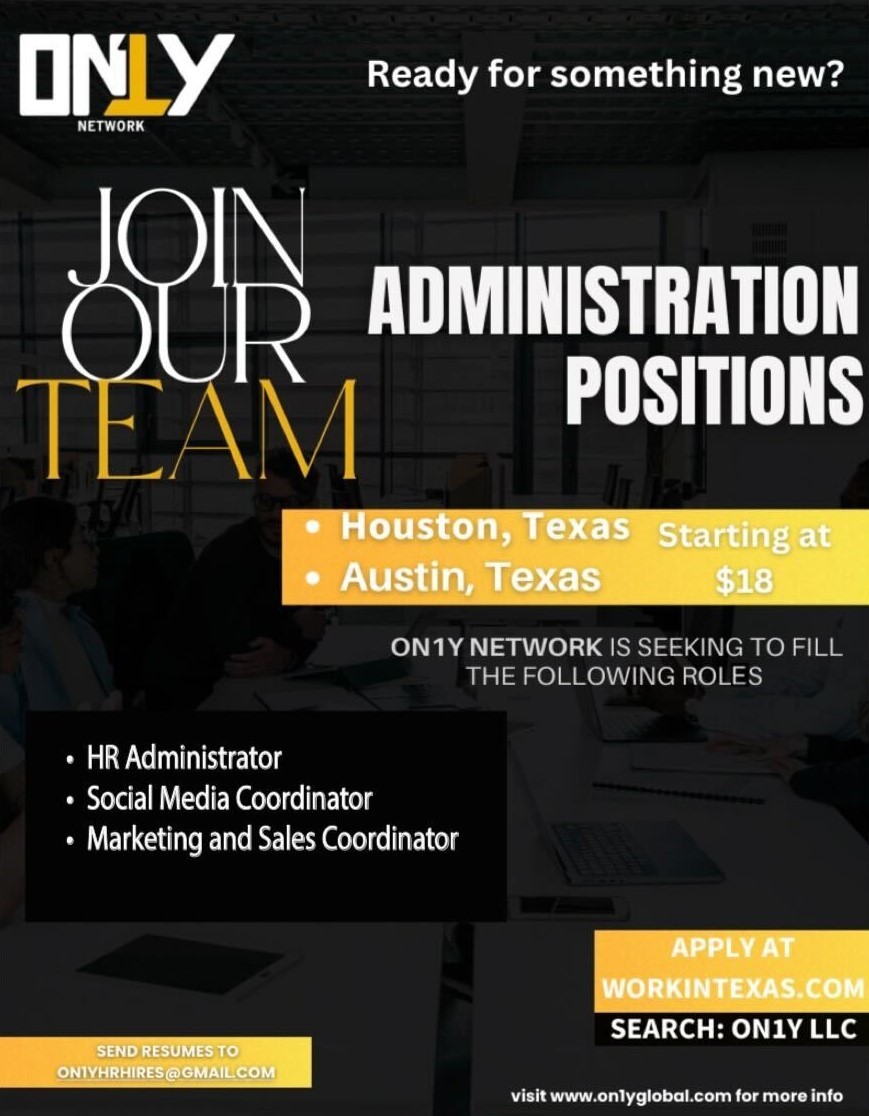 ON1Y
NETWORK
Ready for something new?
JOIN
OUR
TEAM
ADMINISTRATION
POSITIONS
• Houston, Texas
• Austin, Texas
Starting at
$18
ON1Y NETWORK IS SEEKING TO FILL
THE FOLLOWING ROLES
• HR Administrator
• Social Media Coordinator
• Marketing and Sales Coordinator
APPLY AT
WORKINTEXAS.COM
SEARCH: ON1Y LLC
SEND RESUMES TO
ON1YHRHIRES@GMAIL.COM
visit www.on1yglobal.com for more info